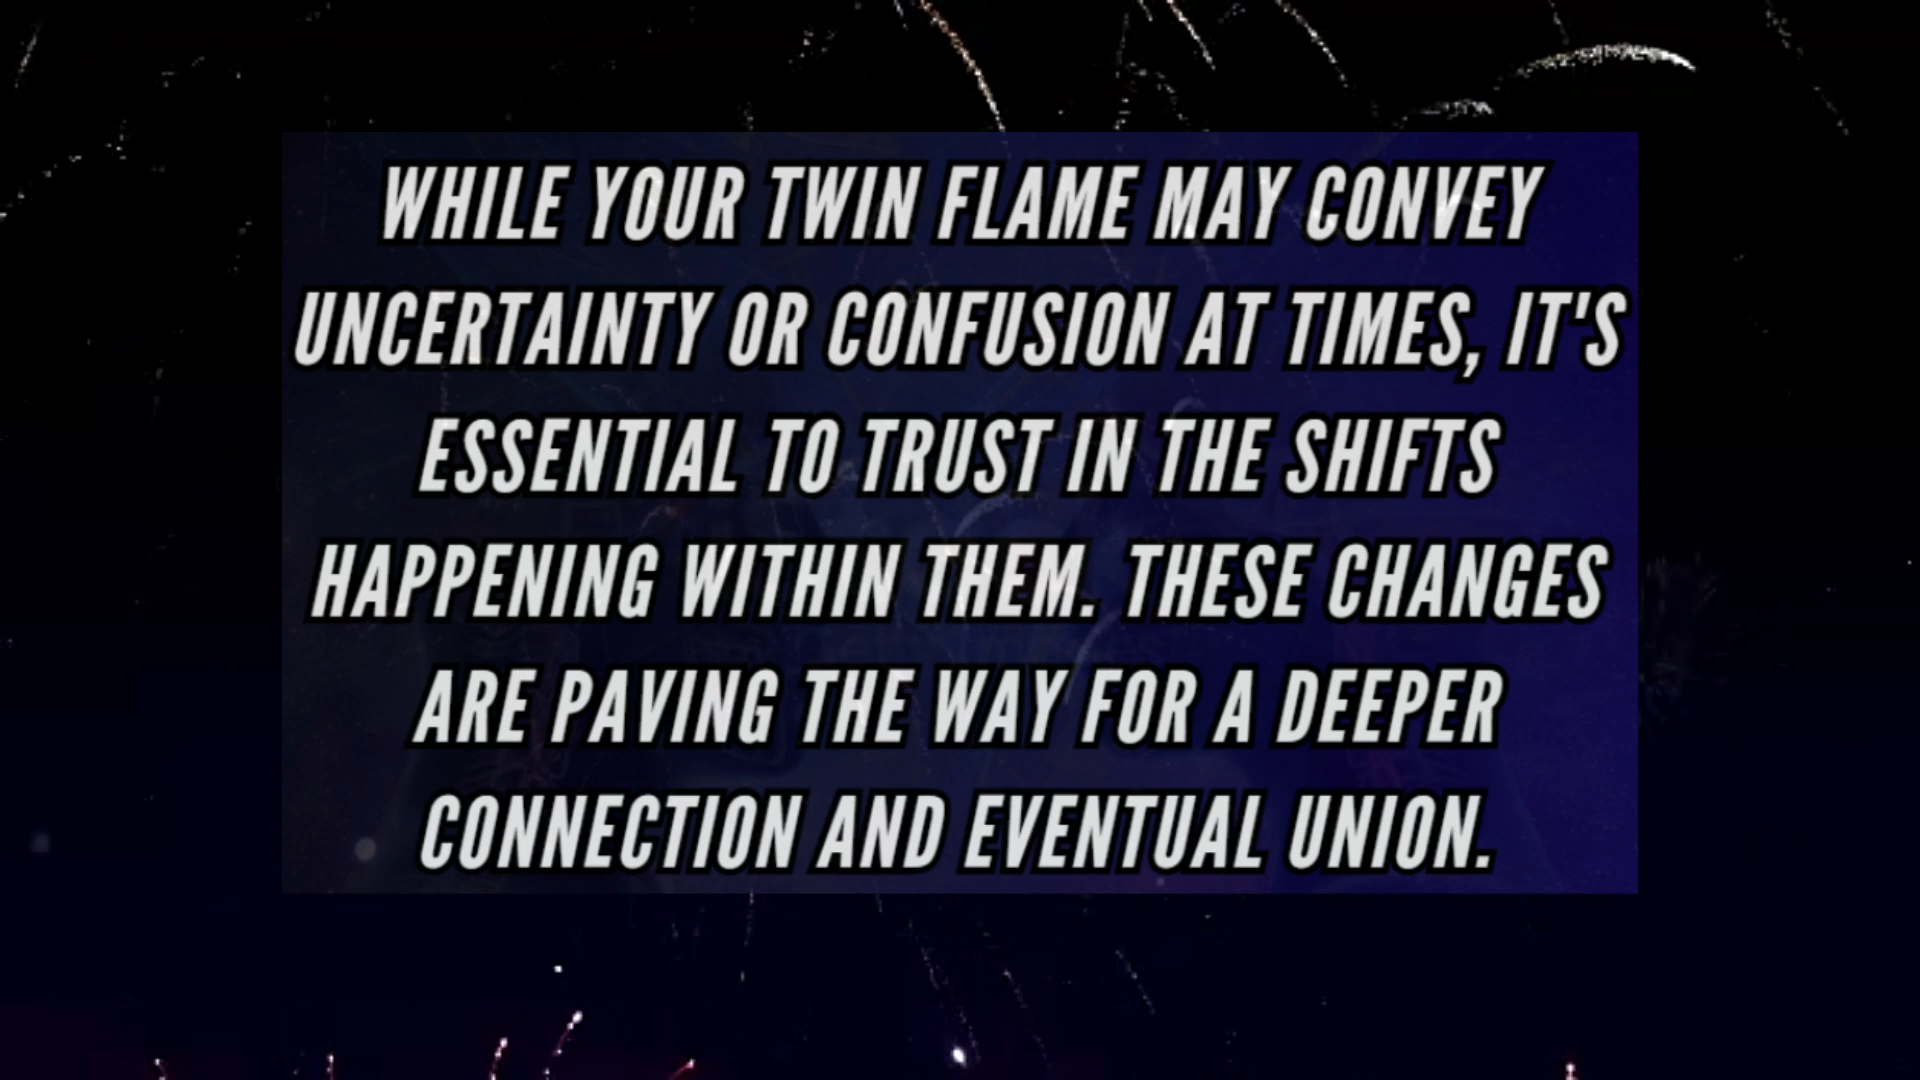 WHILE YOUR TWIN FLAME MAY CONVEY
UNCERTAINTY OR CONFUSION AT TIMES, IT'S
ESSENTIAL TO TRUST IN THE SHIFTS
HAPPENING WITHIN THEM. THESE CHANGES
ARE PAVING THE WAY FOR A DEEPER
CONNECTION AND EVENTUAL UNION.